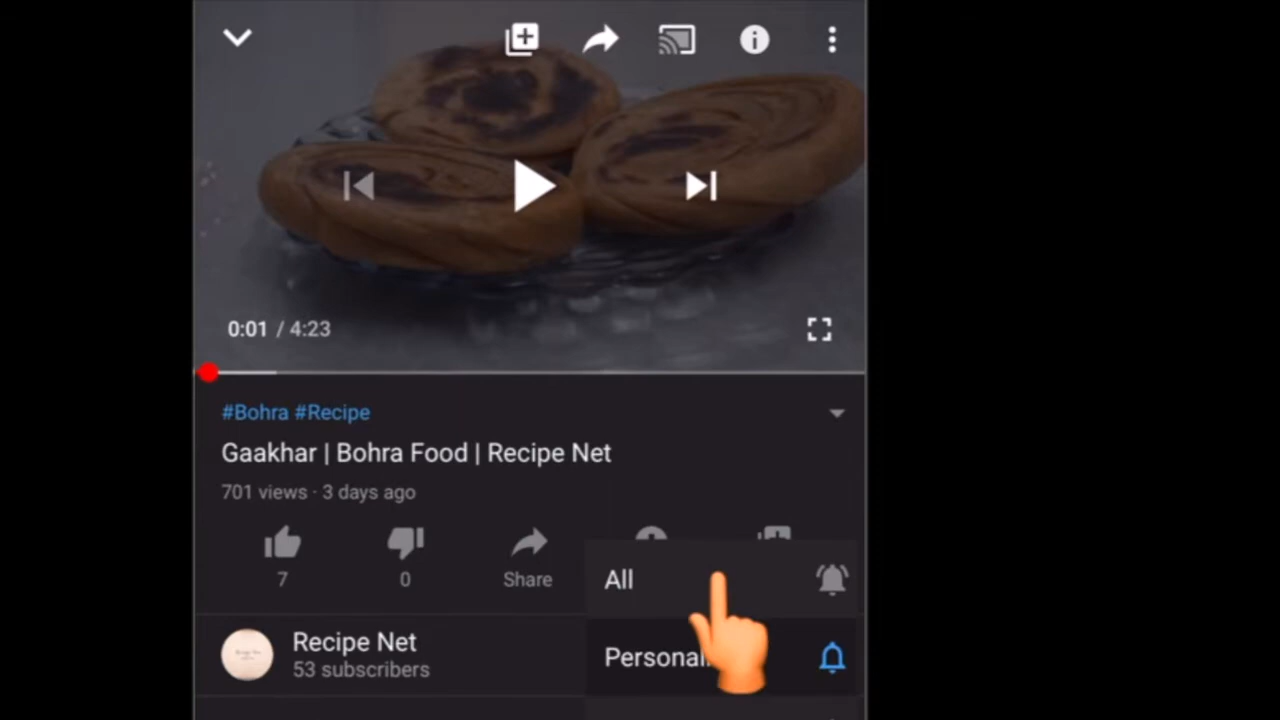 0:01 / 4:23
#Bohra #Recipe
Gaakhar | Bohra Food | Recipe Net
701 views · 3 days ago
7
0
Share
All
Recipe Net
53 subscribers